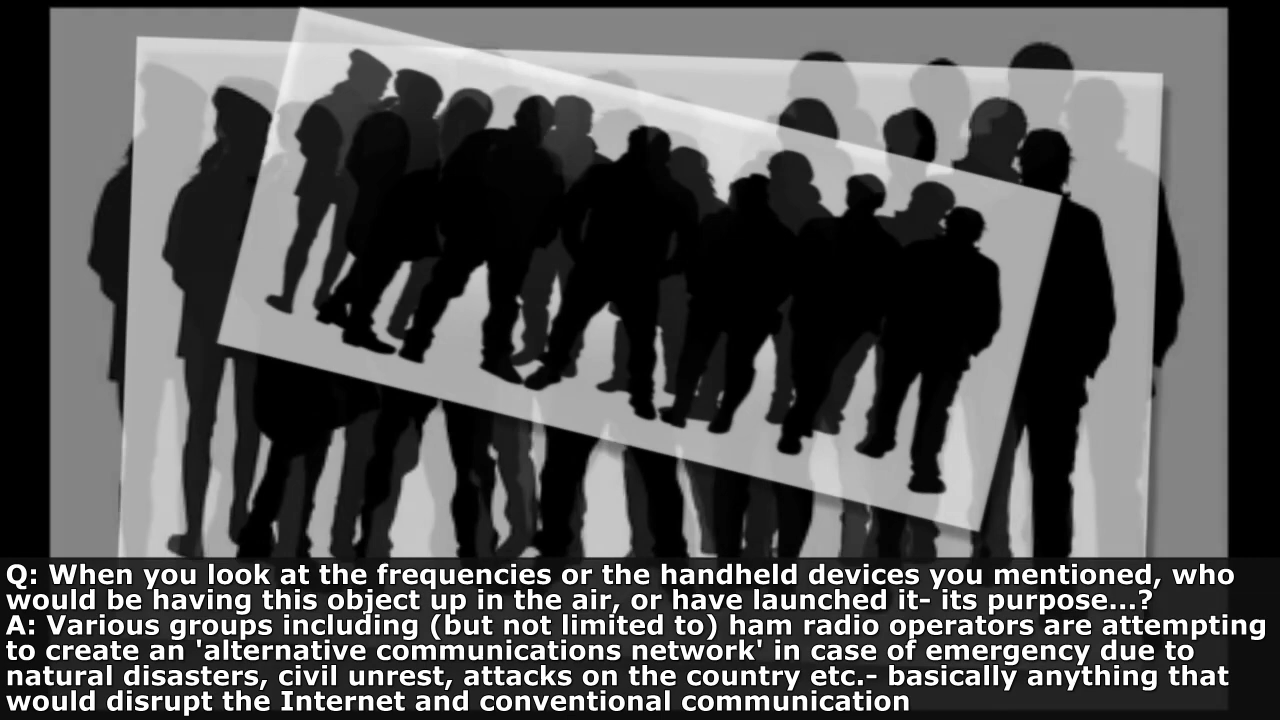 Q: When you look at the frequencies or the handheld devices you mentioned, who
would be having this object up in the air, or have launched it- its purpose...?
A: Various groups including (but not limited to) ham radio operators are attempting
to create an 'alternative communications network' in case of emergency due to
natural disasters, civil unrest, attacks on the country etc.- basically anything that
would disrupt the Internet and conventional communication